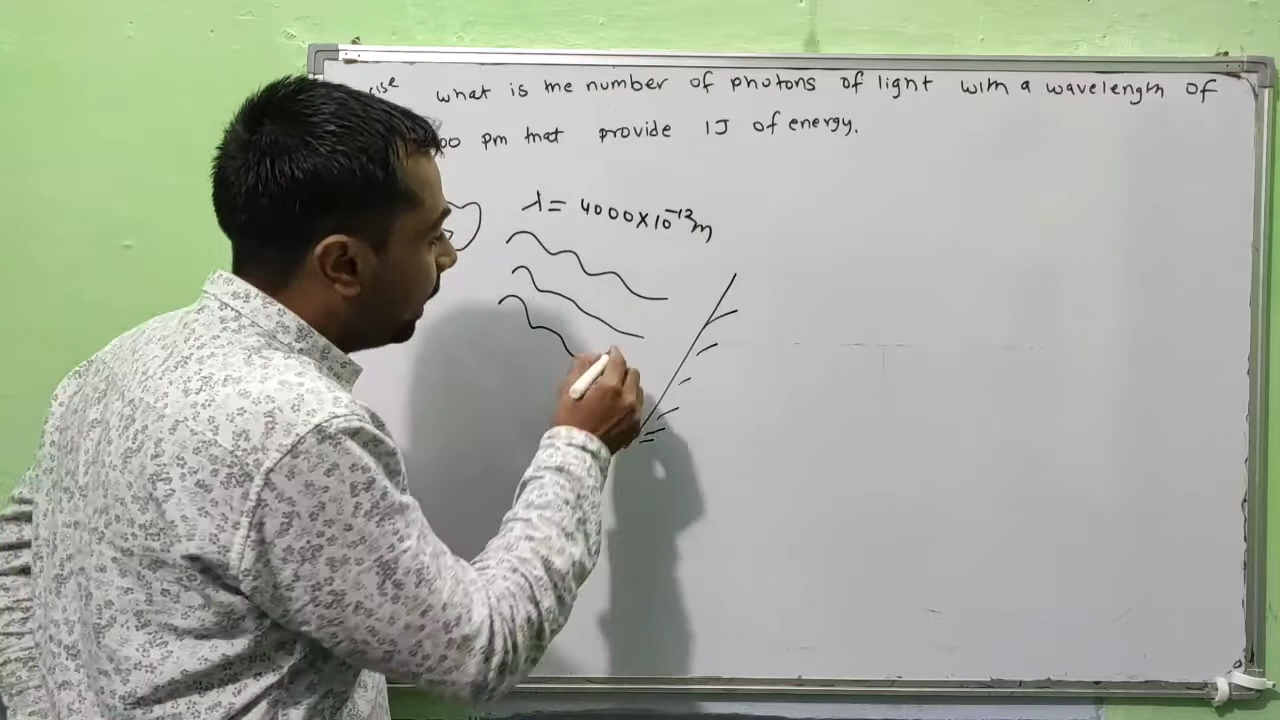 what is the number of photons of light with a wavelength of
pm that provide 1J of energy.
λ= 4000×10⁻¹²m